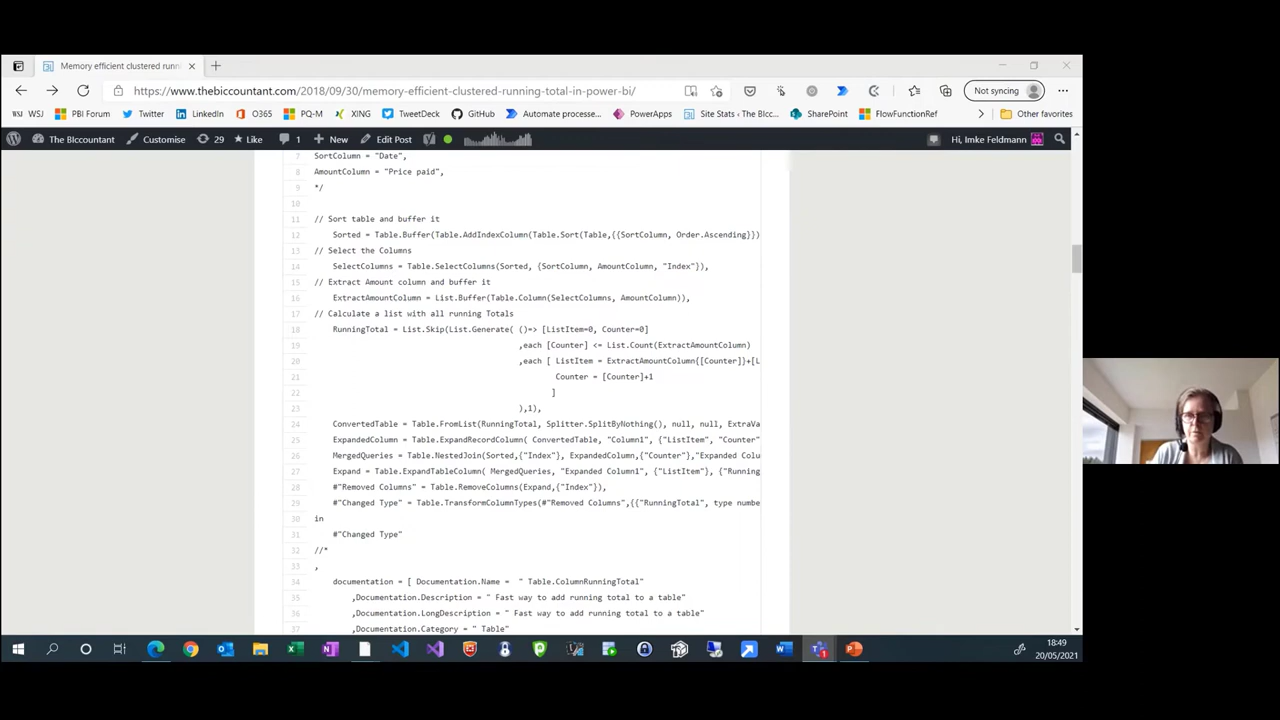 Memory efficient clustered runn
https://www.thebiccountant.com/2018/09/30/memory-efficient-clustered-running-total-in-power-bi/
Not syncing
WSJ PBI Forum Twitter LinkedIn O365 PQ-M XING TweetDeck GitHub Automate processe... PowerApps Site Stats ‹ The BIc... SharePoint FlowFunctionRef Other favorites
The BIccountant Customise 29 Like 1 New Edit Post Hi, Imke Feldmann
7 SortColumn = "Date",
8 AmountColumn = "Price paid",
9 */
10
11 // Sort table and buffer it
12 Sorted = Table.Buffer(Table.AddIndexColumn(Table.Sort(Table,{{SortColumn, Order.Ascending}})
13 // Select the Columns
14 SelectColumns = Table.SelectColumns(Sorted, {SortColumn, AmountColumn, "Index"}),
15 // Extract Amount column and buffer it
16 ExtractAmountColumn = List.Buffer(Table.Column(SelectColumns, AmountColumn)),
17 // Calculate a list with all running Totals
18 RunningTotal = List.Skip(List.Generate( ()=> [ListItem=0, Counter=0]
19 ,each [Counter] <= List.Count(ExtractAmountColumn)
20 ,each [ ListItem = ExtractAmountColumn{[Counter]}+[L
21 Counter = [Counter]+1
22 ]
23 ),1),
24 ConvertedTable = Table.FromList(RunningTotal, Splitter.SplitByNothing(), null, null, ExtraVa
25 ExpandedColumn = Table.ExpandRecordColumn( ConvertedTable, "Column1", {"ListItem", "Counter"
26 MergedQueries = Table.NestedJoin(Sorted,{"Index"}, ExpandedColumn,{"Counter"},"Expanded Colu
27 Expand = Table.ExpandTableColumn( MergedQueries, "Expanded Column1", {"ListItem"}, {"Running
28 #"Removed Columns" = Table.RemoveColumns(Expand,{"Index"}),
29 #"Changed Type" = Table.TransformColumnTypes(#"Removed Columns",{{"RunningTotal", type numbe
30 in
31 #"Changed Type"
32 //*
33 ,
34 documentation = [ Documentation.Name =  " Table.ColumnRunningTotal"
35 ,Documentation.Description = " Fast way to add running total to a table"
36 ,Documentation.LongDescription = " Fast way to add running total to a table"
37 ,Documentation.Category = " Table"
18:49
20/05/2021